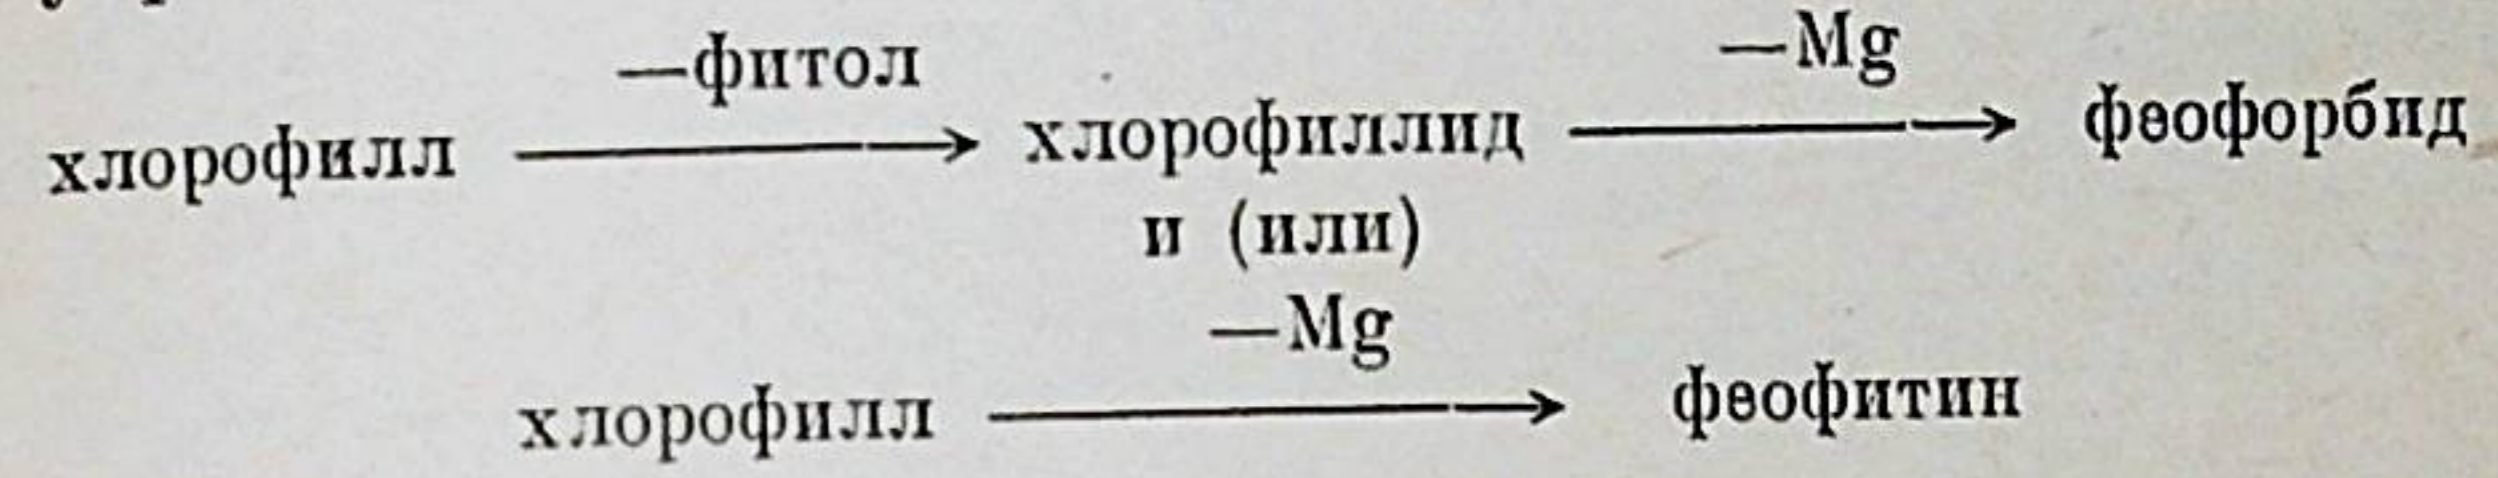 —фитол —Mg
хлорофилл ⟶ хлорофиллид ⟶ феофорбид
и (или)
—Mg
хлорофилл ⟶ феофитин